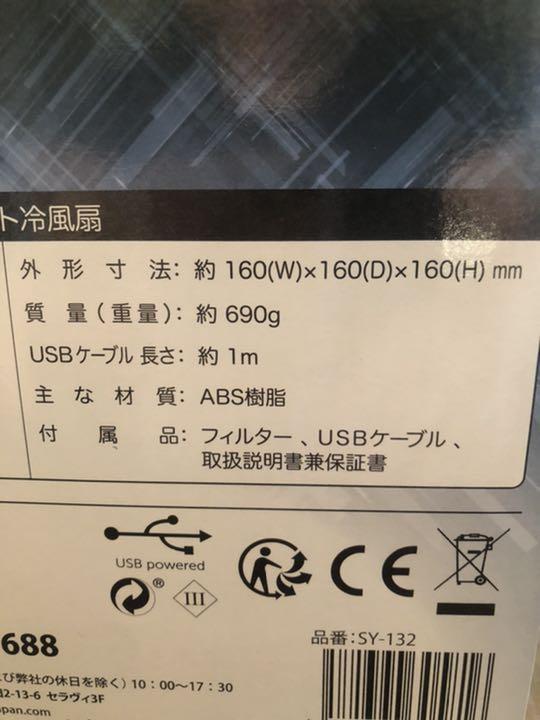 ト冷風扇
外形寸法：約 160(W)×160(D)×160(H) mm
質量(重量)：約 690g
USBケーブル長さ：約 1m
主な材質：ABS樹脂
付属品：フィルター、USBケーブル、
取扱説明書兼保証書
USB powered
®
CE
III
688
品番：SY-132
び弊社の休日を除く) 10：00〜17：30
2-13-6 セラヴィ3F
apan.com